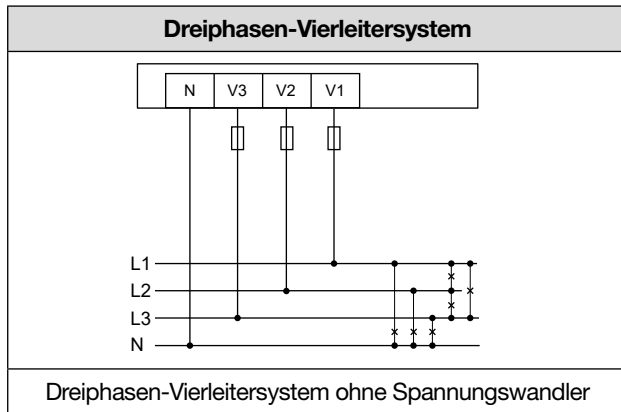 Dreiphasen-Vierleitersystem
N V3 V2 V1
L1
L2
L3
N
Dreiphasen-Vierleitersystem ohne Spannungswandler